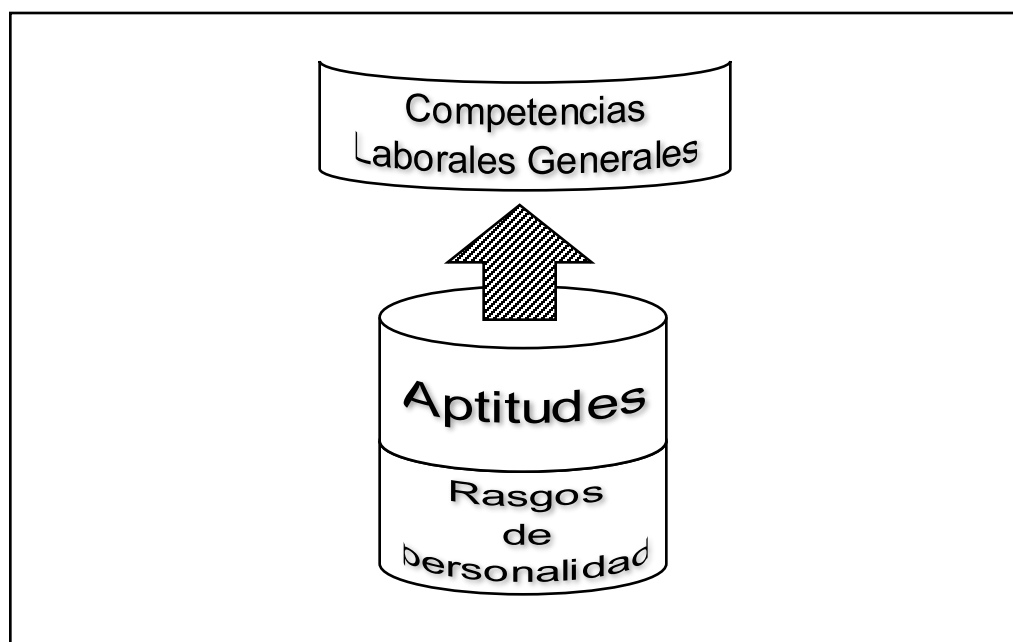 Competencias
Laborales Generales
Aptitudes
Rasgos
de
personalidad